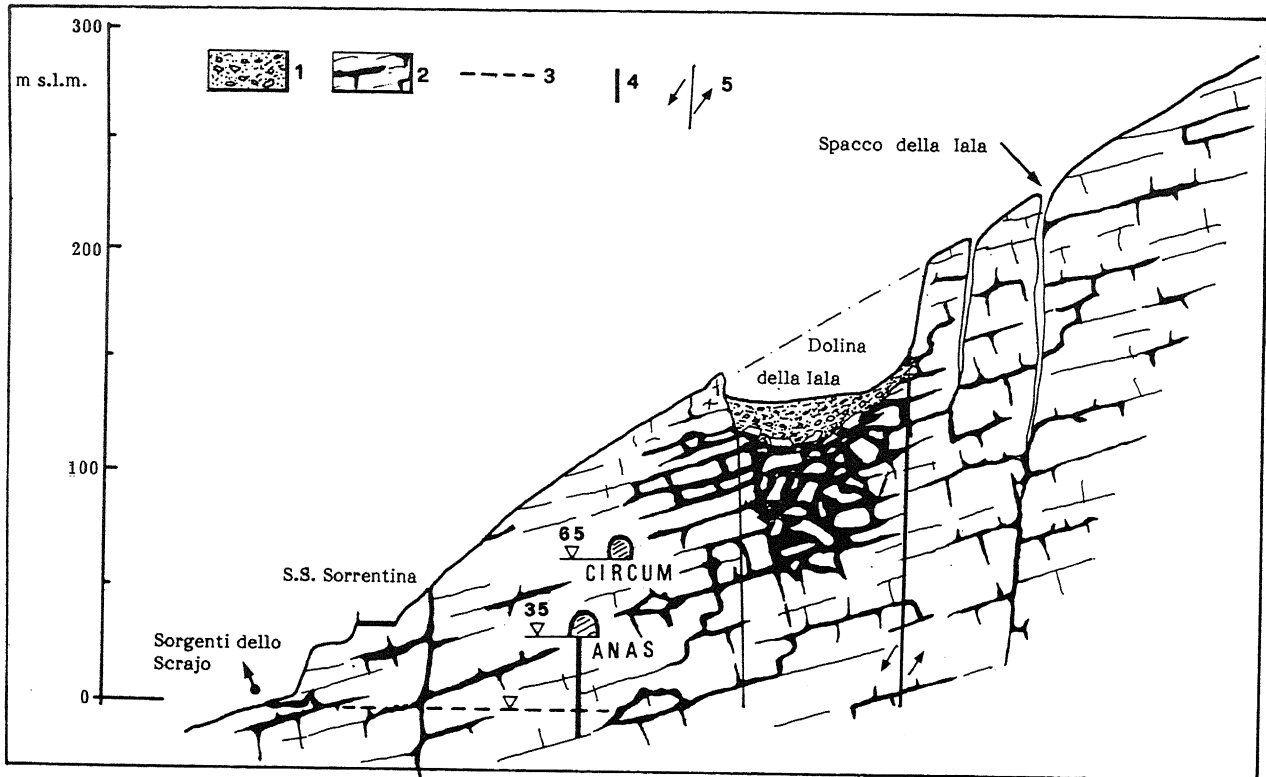 300
m s.l.m.
1
2
3
4
5
Spacco della Iala
200
Dolina
della Iala
100
65
CIRCUM
S.S. Sorrentina
35
ANAS
Sorgenti dello
Scrajo
0